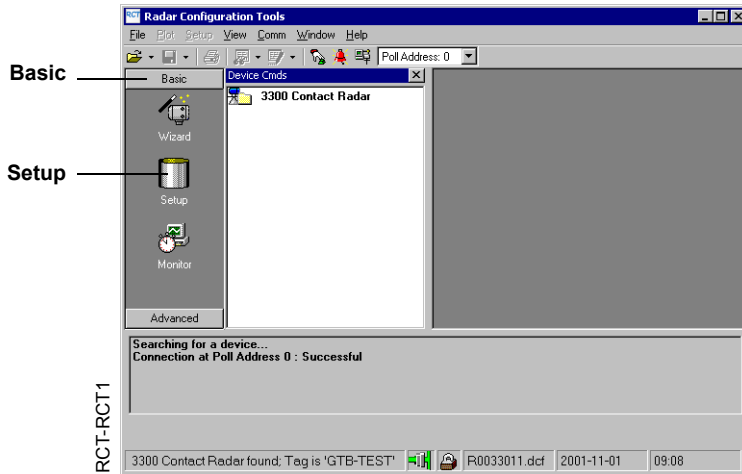 RCT Radar Configuration Tools
File Plot Setup View Comm Window Help
Poll Address: 0
Basic
Basic
Device Cmds
3300 Contact Radar
Wizard
Setup
Setup
Monitor
Advanced
Searching for a device...
Connection at Poll Address 0 : Successful
RCT-RCT1
3300 Contact Radar found; Tag is 'GTB-TEST' R0033011.dcf 2001-11-01 09:08